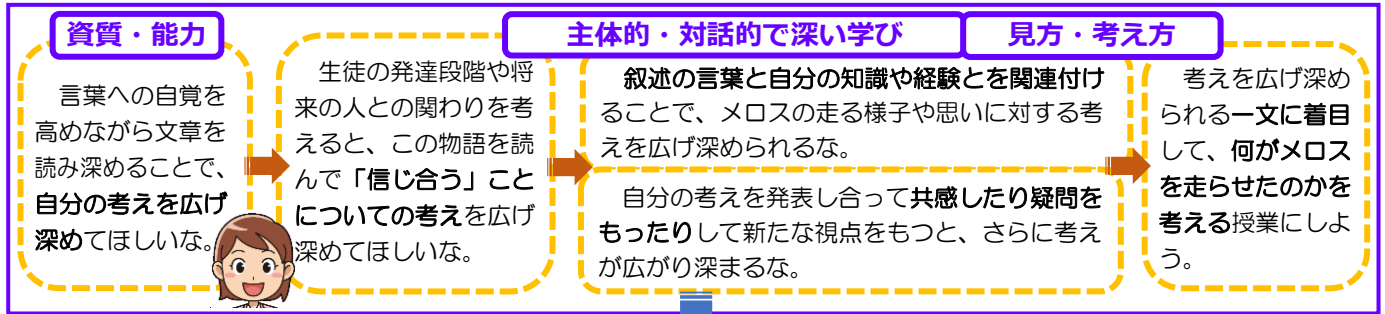 資質・能力
主体的・対話的で深い学び
見方・考え方
言葉への自覚を
高めながら文章を
読み深めることで、
自分の考えを広げ
深めてほしいな。
生徒の発達段階や将
来の人との関わりを考
えると、この物語を読
んで「信じ合う」こと
についての考えを広げ
深めてほしいな。
叙述の言葉と自分の知識や経験とを関連付け
ることで、メロスの走る様子や思いに対する考
えを広げ深められるな。
自分の考えを発表し合って共感したり疑問を
もったりして新たな視点をもつと、さらに考え
が広がり深まるな。
考えを広げ深め
られる一文に着目
して、何がメロス
を走らせたのかを
考える授業にしよ
う。